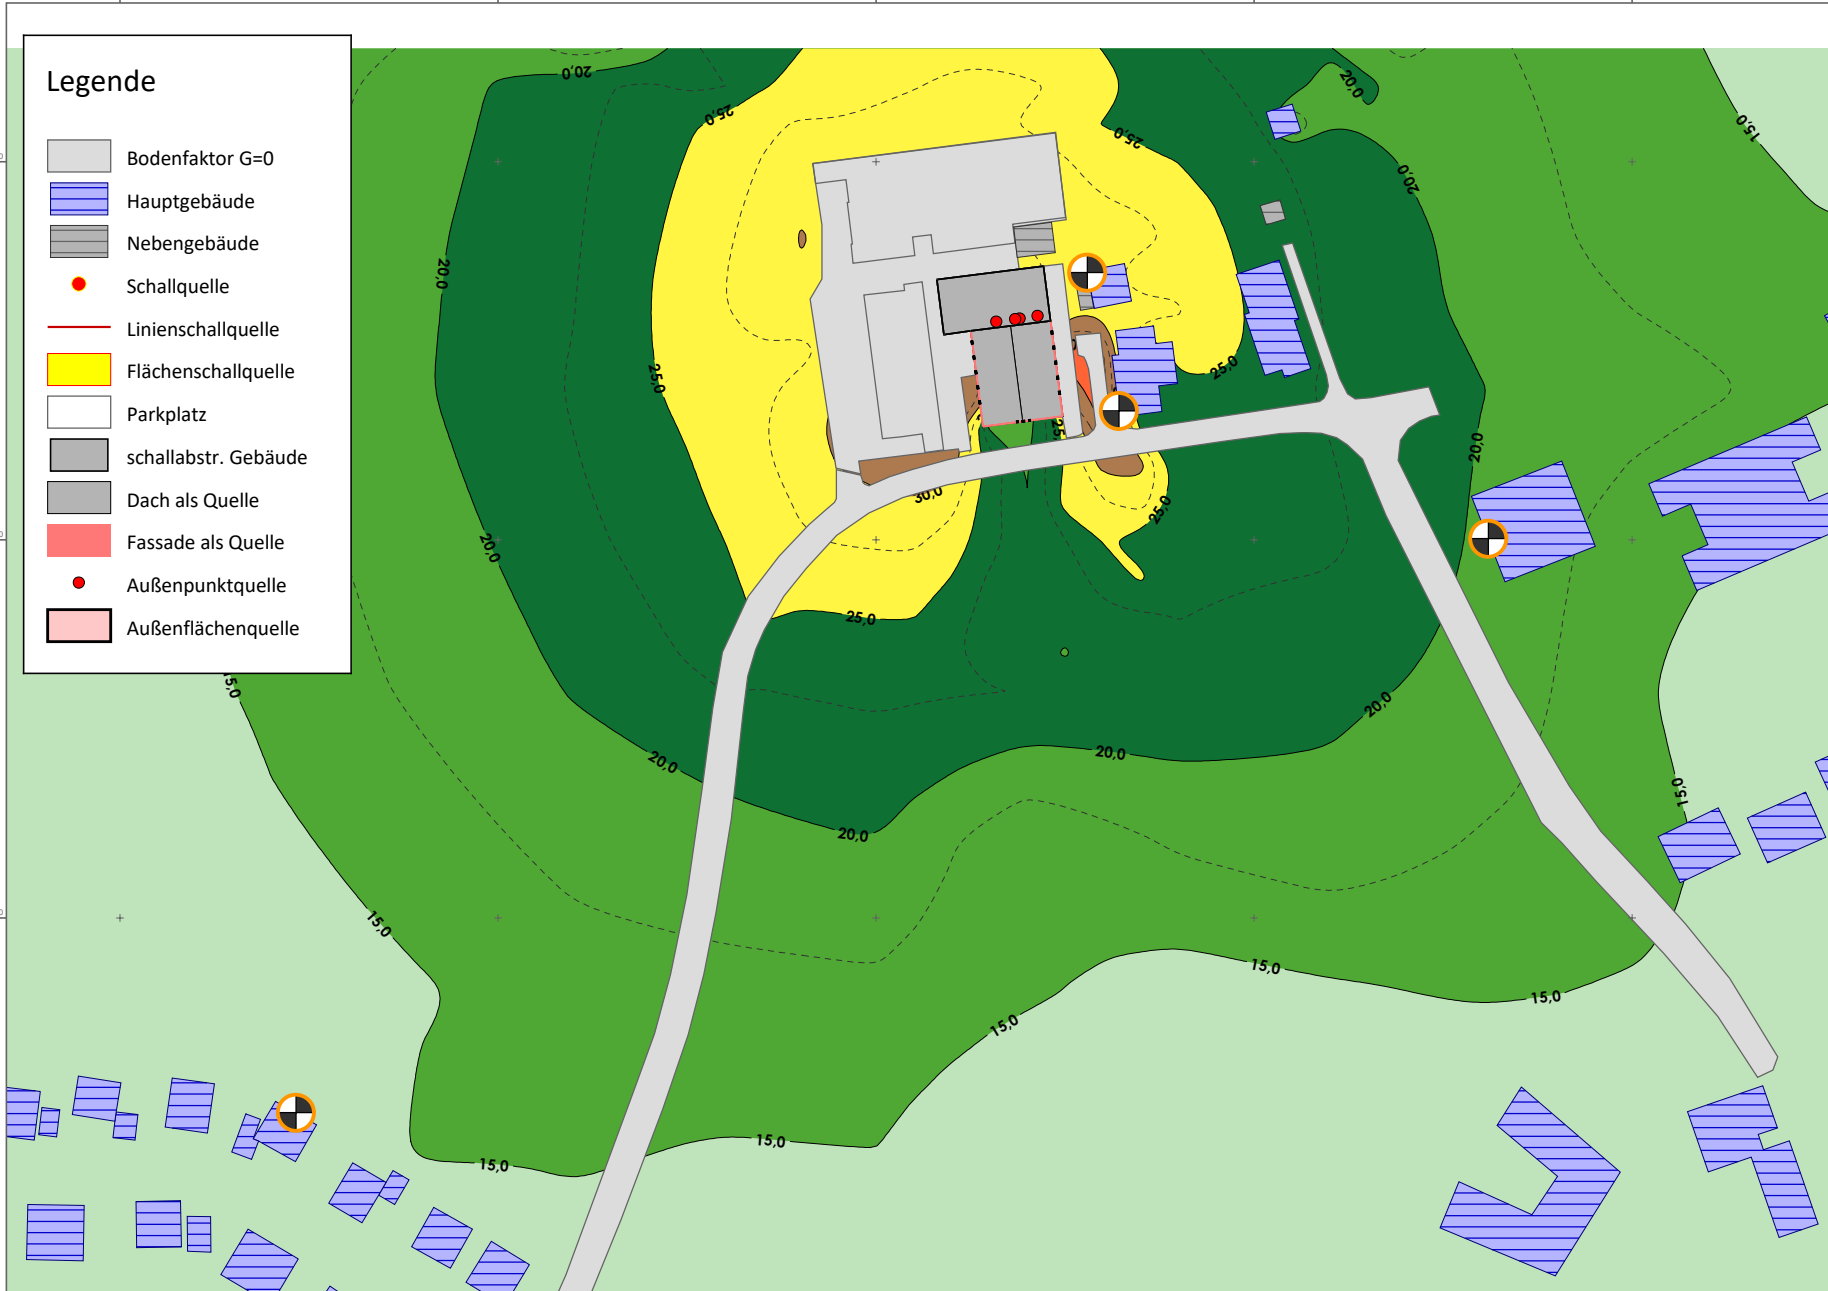 Legende
Bodenfaktor G=0
Hauptgebäude
Nebengebäude
Schallquelle
Linienschallquelle
Flächenschallquelle
Parkplatz
schallabstr. Gebäude
Dach als Quelle
Fassade als Quelle
Außenpunktquelle
Außenflächenquelle
20,0
25,0
25,0
20,0
20,0
15,0
20,0
25,0
25,0
25,
20,0
30,0
25,0
20,0
25,0
15,0
20,0
20,0
20,0
20,0
15,0
15,0
15,0
15,0
15,0
15,0
15,0